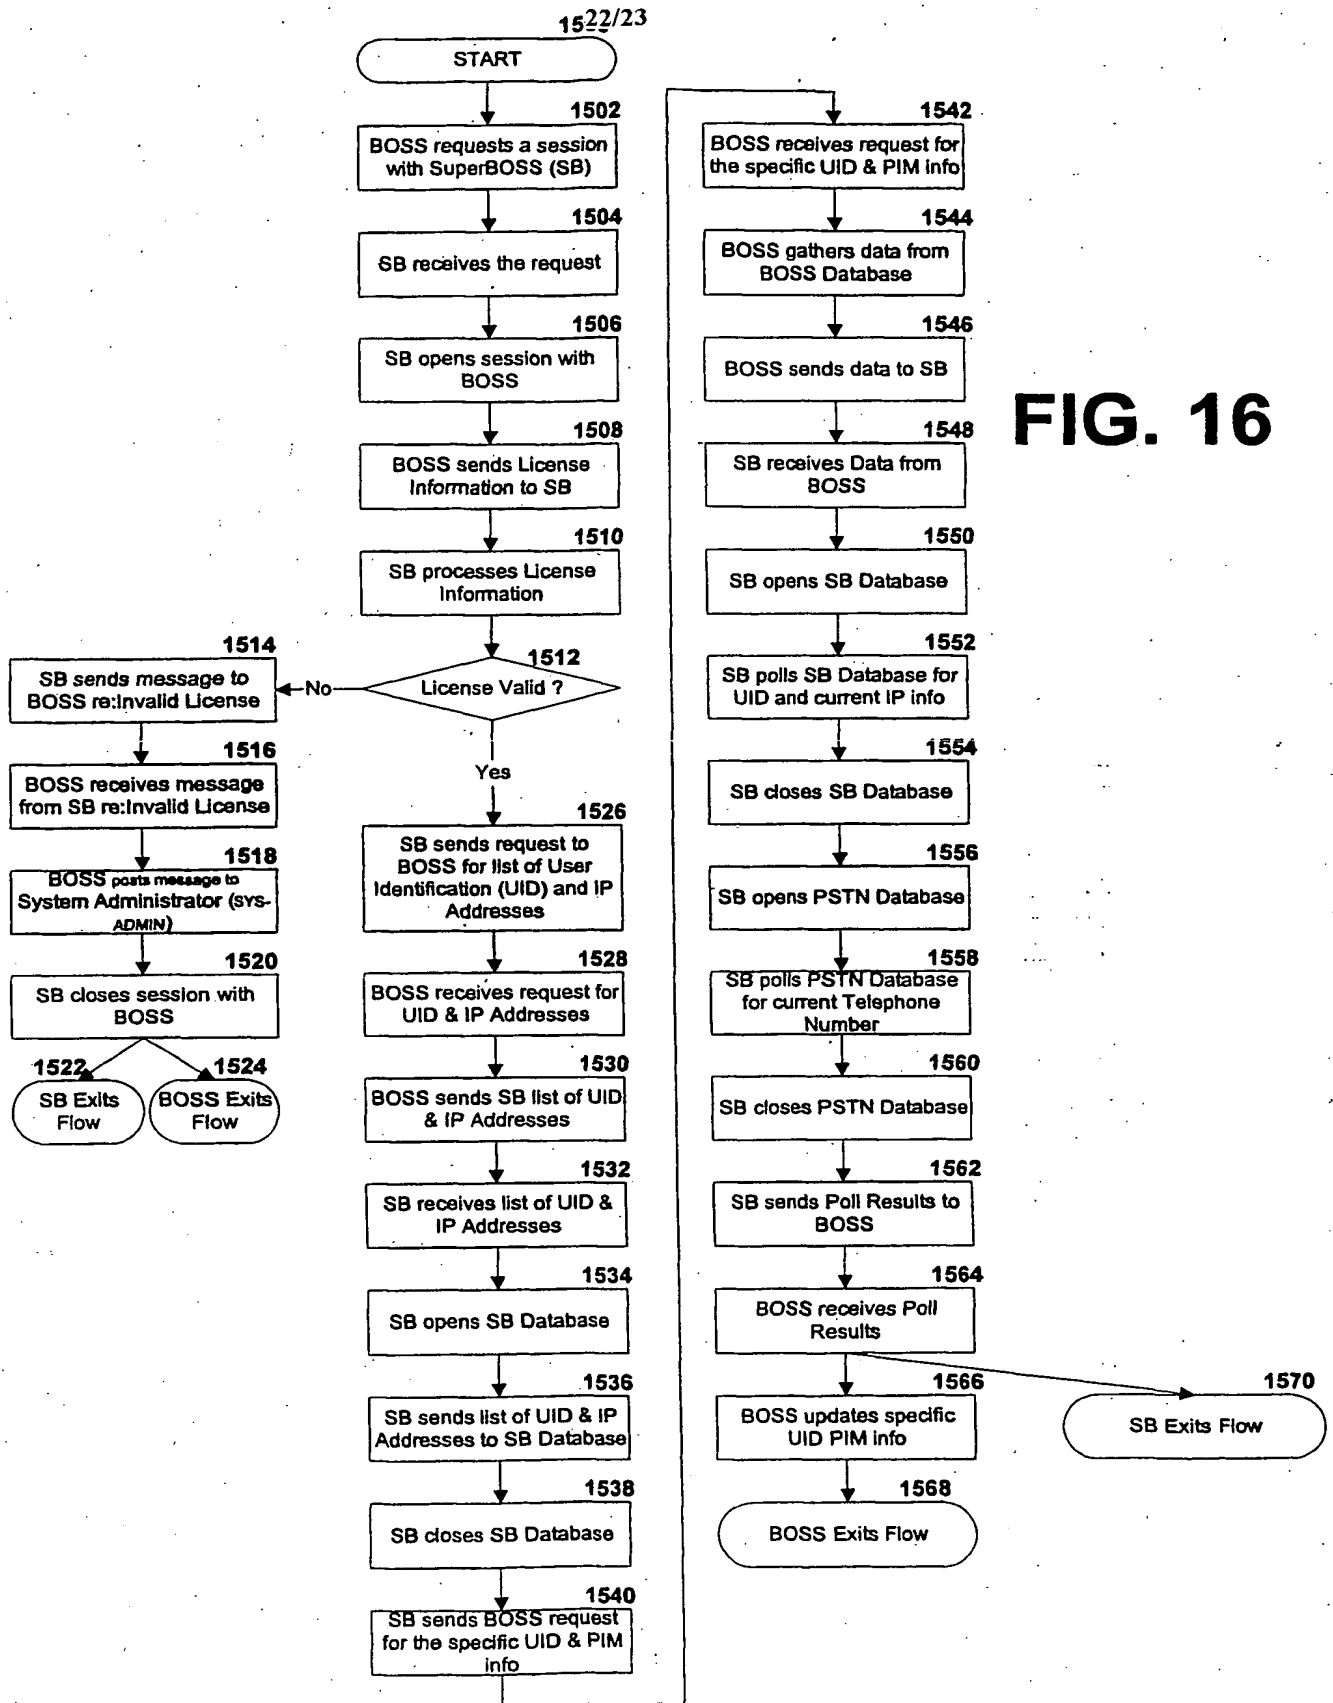 22/23
START
1502
BOSS requests a session
with SuperBOSS (SB)
1504
SB receives the request
1506
SB opens session with
BOSS
1508
BOSS sends License
Information to SB
1510
SB processes License
Information
1512
License Valid ?
No
Yes
1514
SB sends message to
BOSS re:Invalid License
1516
BOSS receives message
from SB re:Invalid License
1518
BOSS posts message to
System Administrator (SYS-
ADMIN)
1520
SB closes session with
BOSS
1522
SB Exits
Flow
1524
BOSS Exits
Flow
1526
SB sends request to
BOSS for list of User
Identification (UID) and IP
Addresses
1528
BOSS receives request for
UID & IP Addresses
1530
BOSS sends SB list of UID
& IP Addresses
1532
SB receives list of UID &
IP Addresses
1534
SB opens SB Database
1536
SB sends list of UID & IP
Addresses to SB Database
1538
SB closes SB Database
1540
SB sends BOSS request
for the specific UID & PIM
info
1542
BOSS receives request for
the specific UID & PIM info
1544
BOSS gathers data from
BOSS Database
1546
BOSS sends data to SB
1548
SB receives Data from
BOSS
1550
SB opens SB Database
1552
SB polls SB Database for
UID and current IP info
1554
SB closes SB Database
1556
SB opens PSTN Database
1558
SB polls PSTN Database
for current Telephone
Number
1560
SB closes PSTN Database
1562
SB sends Poll Results to
BOSS
1564
BOSS receives Poll
Results
1566
BOSS updates specific
UID PIM info
1568
BOSS Exits Flow
1570
SB Exits Flow
FIG. 16